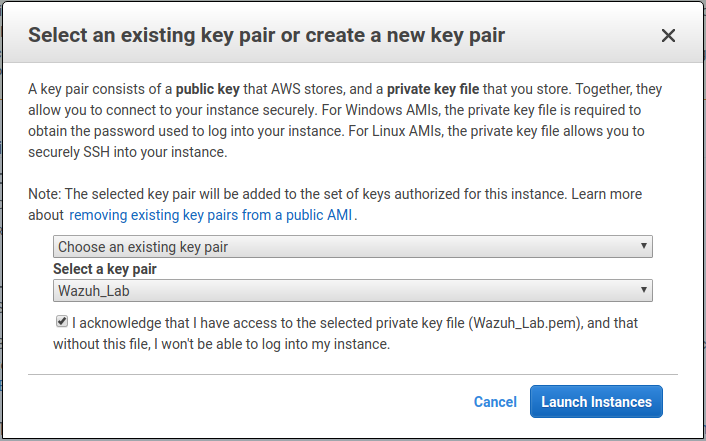 Select an existing key pair or create a new key pair
A key pair consists of a public key that AWS stores, and a private key file that you store. Together, they
allow you to connect to your instance securely. For Windows AMIs, the private key file is required to
obtain the password used to log into your instance. For Linux AMIs, the private key file allows you to
securely SSH into your instance.
Note: The selected key pair will be added to the set of keys authorized for this instance. Learn more
about removing existing key pairs from a public AMI.
Choose an existing key pair
Select a key pair
Wazuh_Lab
I acknowledge that I have access to the selected private key file (Wazuh_Lab.pem), and that
without this file, I won't be able to log into my instance.
Cancel Launch Instances